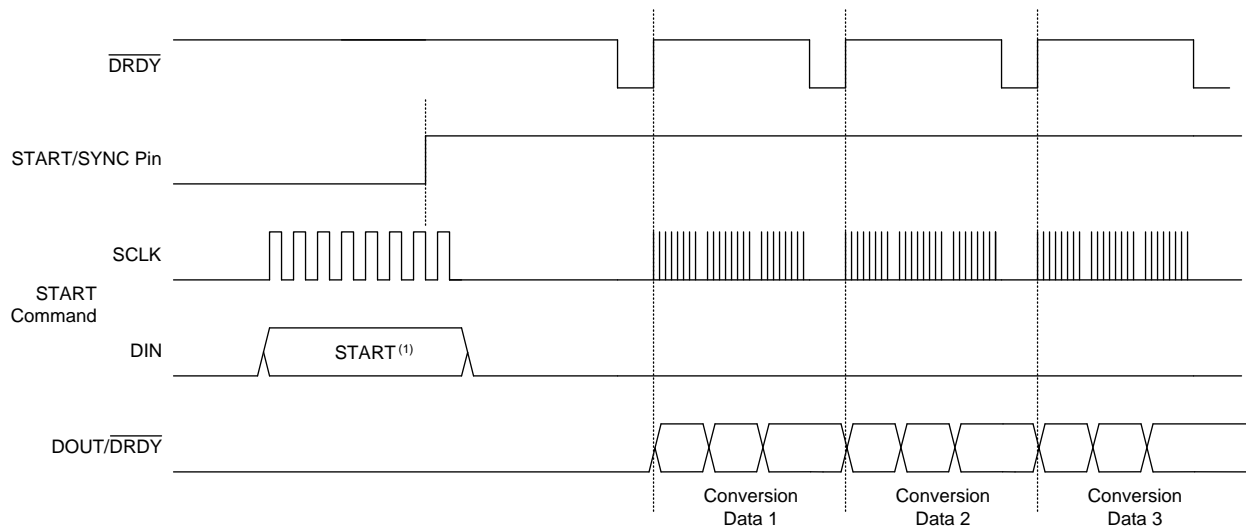 DRDY
START/SYNC Pin
SCLK
START
Command
DIN
START(1)
DOUT/DRDY
Conversion
Data 1
Conversion
Data 2
Conversion
Data 3